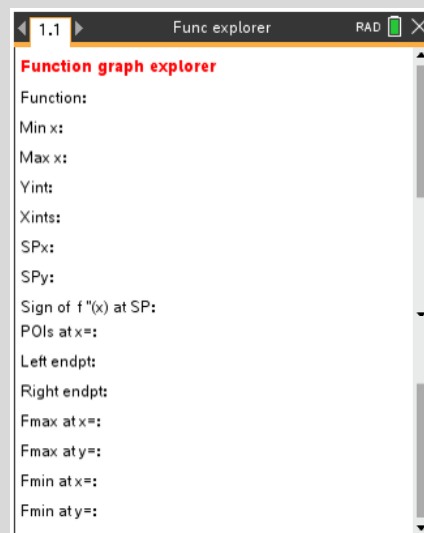 1.1 Func explorer RAD
Function graph explorer
Function:
Min x:
Max x:
Yint:
Xints:
SPx:
SPy:
Sign of f "(x) at SP:
POIs at x=:
Left endpt:
Right endpt:
Fmax at x=:
Fmax at y=:
Fmin at x=:
Fmin at y=: